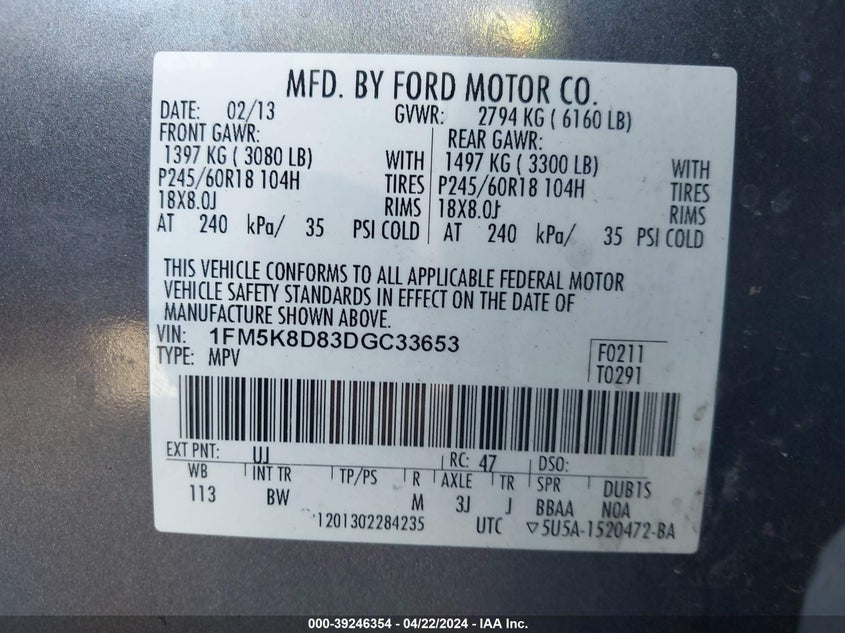 MFD. BY FORD MOTOR CO.
DATE: 02/13 GVWR: 2794 KG ( 6160 LB)
FRONT GAWR: REAR GAWR:
1397 KG ( 3080 LB) WITH 1497 KG ( 3300 LB) WITH
P245/60R18 104H TIRES P245/60R18 104H TIRES
18X8.0J RIMS 18X8.0J RIMS
AT 240 kPa/ 35 PSI COLD AT 240 kPa/ 35 PSI COLD
THIS VEHICLE CONFORMS TO ALL APPLICABLE FEDERAL MOTOR
VEHICLE SAFETY STANDARDS IN EFFECT ON THE DATE OF
MANUFACTURE SHOWN ABOVE.
VIN: 1FM5K8D83DGC33653
TYPE: MPV
F0211
T0291
EXT PNT: UJ RC: 47 DSO:
WB INT TR TP/PS R AXLE TR SPR DUB1S
113 BW M 3J J BBAA NOA
1201302284235 UTC ▽5U5A-1520472-BA
000-39246354 - 04/22/2024 - IAA Inc.